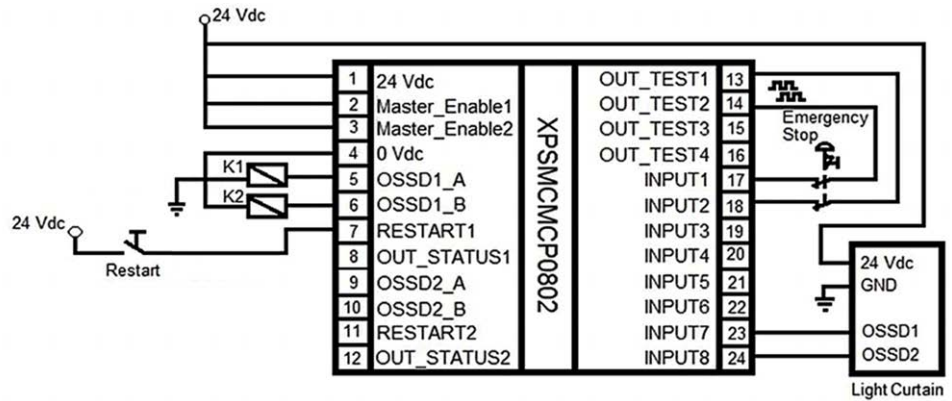 24 Vdc
1 24 Vdc
2 Master_Enable1
3 Master_Enable2
4 0 Vdc
K1
5 OSSD1_A
K2
6 OSSD1_B
24 Vdc
7 RESTART1
Restart
8 OUT_STATUS1
9 OSSD2_A
10 OSSD2_B
11 RESTART2
12 OUT_STATUS2
XPSMCMCP0802
OUT_TEST1 13
OUT_TEST2 14
OUT_TEST3 15
OUT_TEST4 16
INPUT1 17
INPUT2 18
INPUT3 19
INPUT4 20
INPUT5 21
INPUT6 22
INPUT7 23
INPUT8 24
Emergency
Stop
24 Vdc
GND
OSSD1
OSSD2
Light Curtain